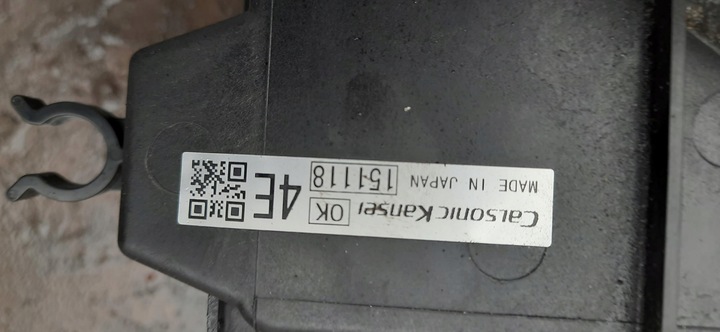 CALSONIC KANSEI OK
MADE IN JAPAN 151118
4E